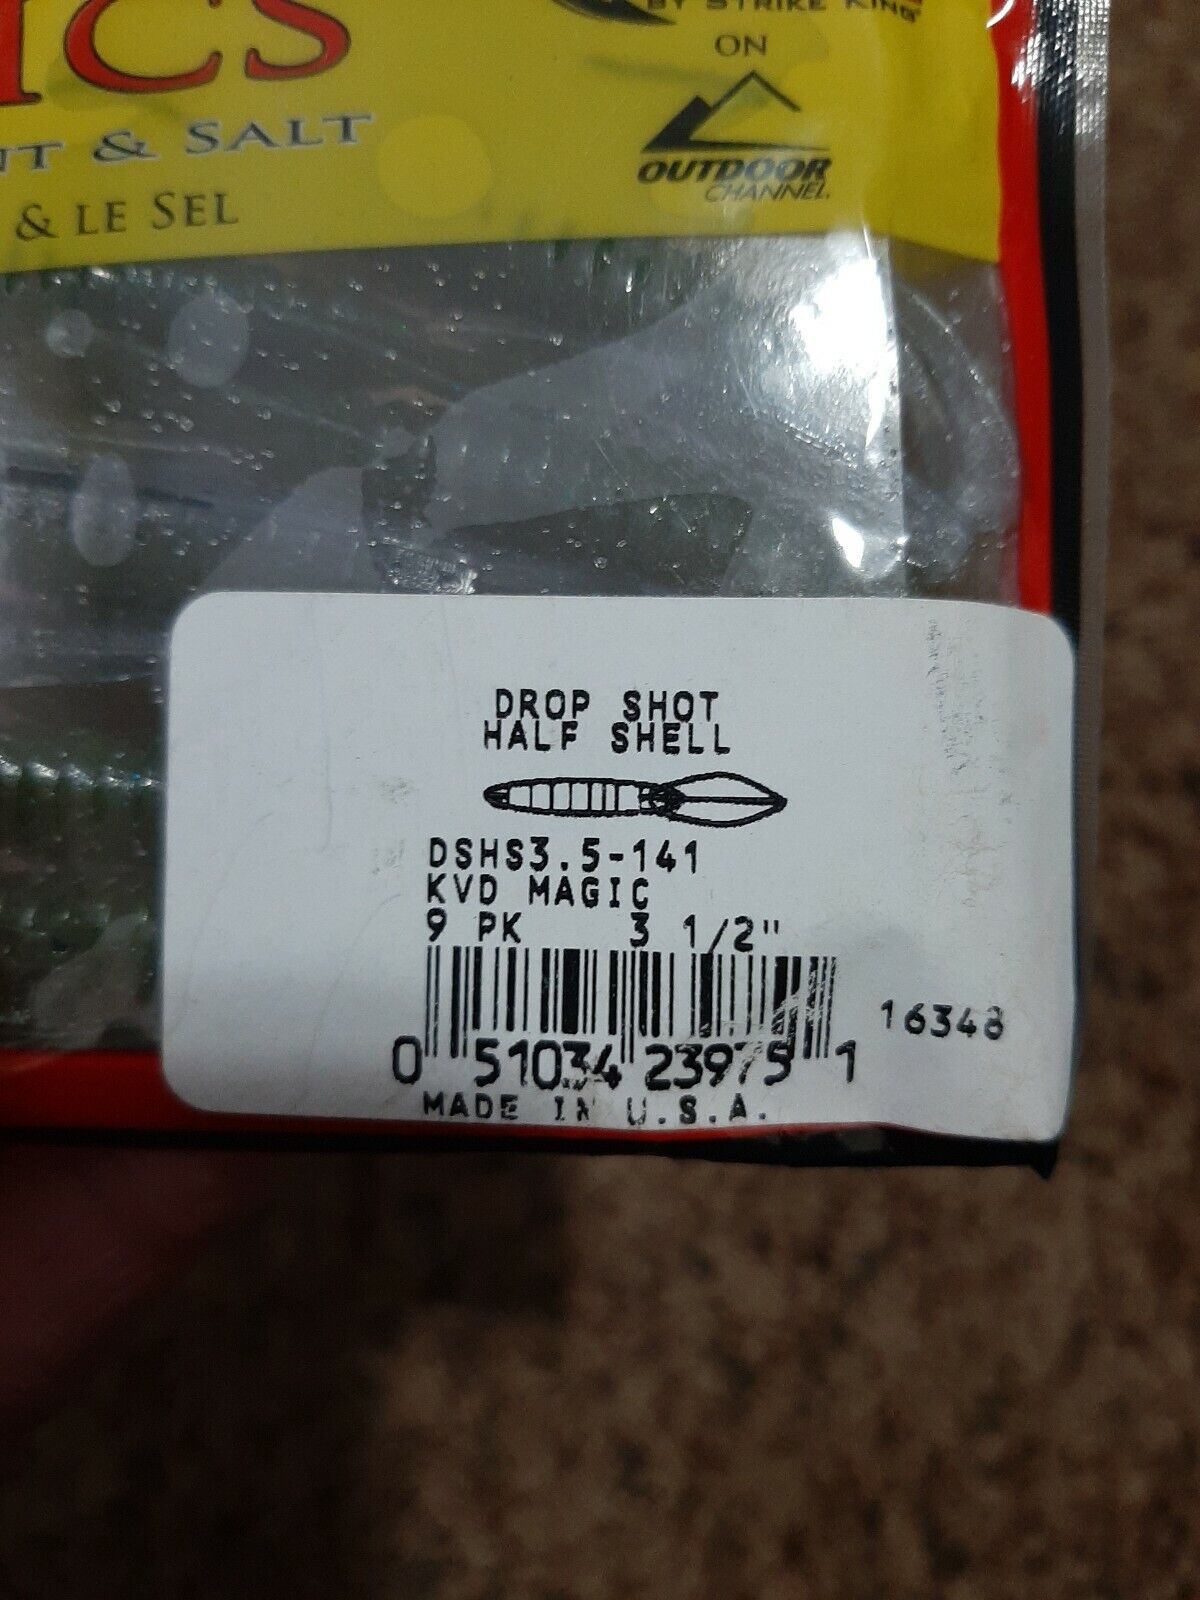 BY STRIKE KING
ON
OUTDOOR
CHANNEL
& SALT
& LE SEL
DROP SHOT
HALF SHELL
DSHS3.5-141
KVD MAGIC
9 PK 3 1/2"
16348
0 51034 23975 1
MADE IN U.S.A.